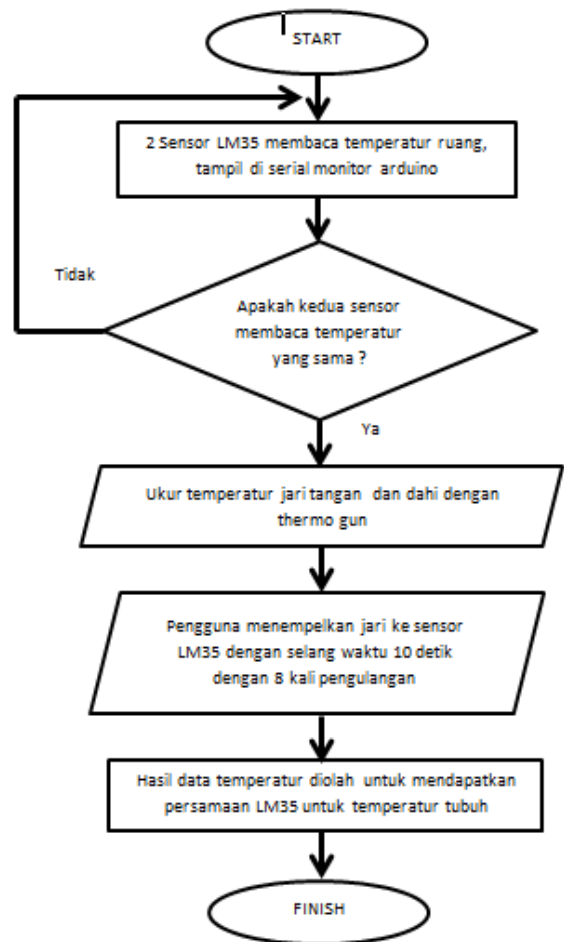 START
2 Sensor LM35 membaca temperatur ruang,
tampil di serial monitor arduino
Tidak
Apakah kedua sensor
membaca temperatur
yang sama ?
Ya
Ukur temperatur jari tangan dan dahi dengan
thermo gun
Pengguna menempelkan jari ke sensor
LM35 dengan selang waktu 10 detik
dengan 8 kali pengulangan
Hasil data temperatur diolah untuk mendapatkan
persamaan LM35 untuk temperatur tubuh
FINISH